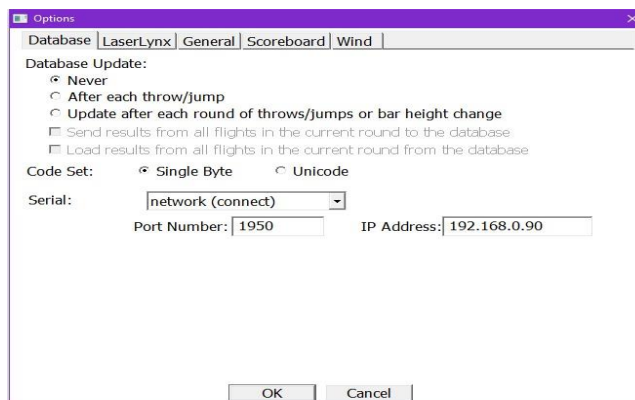 Options
Database LaserLynx General Scoreboard Wind
Database Update:
Never
After each throw/jump
Update after each round of throws/jumps or bar height change
Send results from all flights in the current round to the database
Load results from all flights in the current round from the database
Code Set: Single Byte Unicode
Serial: network (connect)
Port Number: 1950 IP Address: 192.168.0.90
OK Cancel